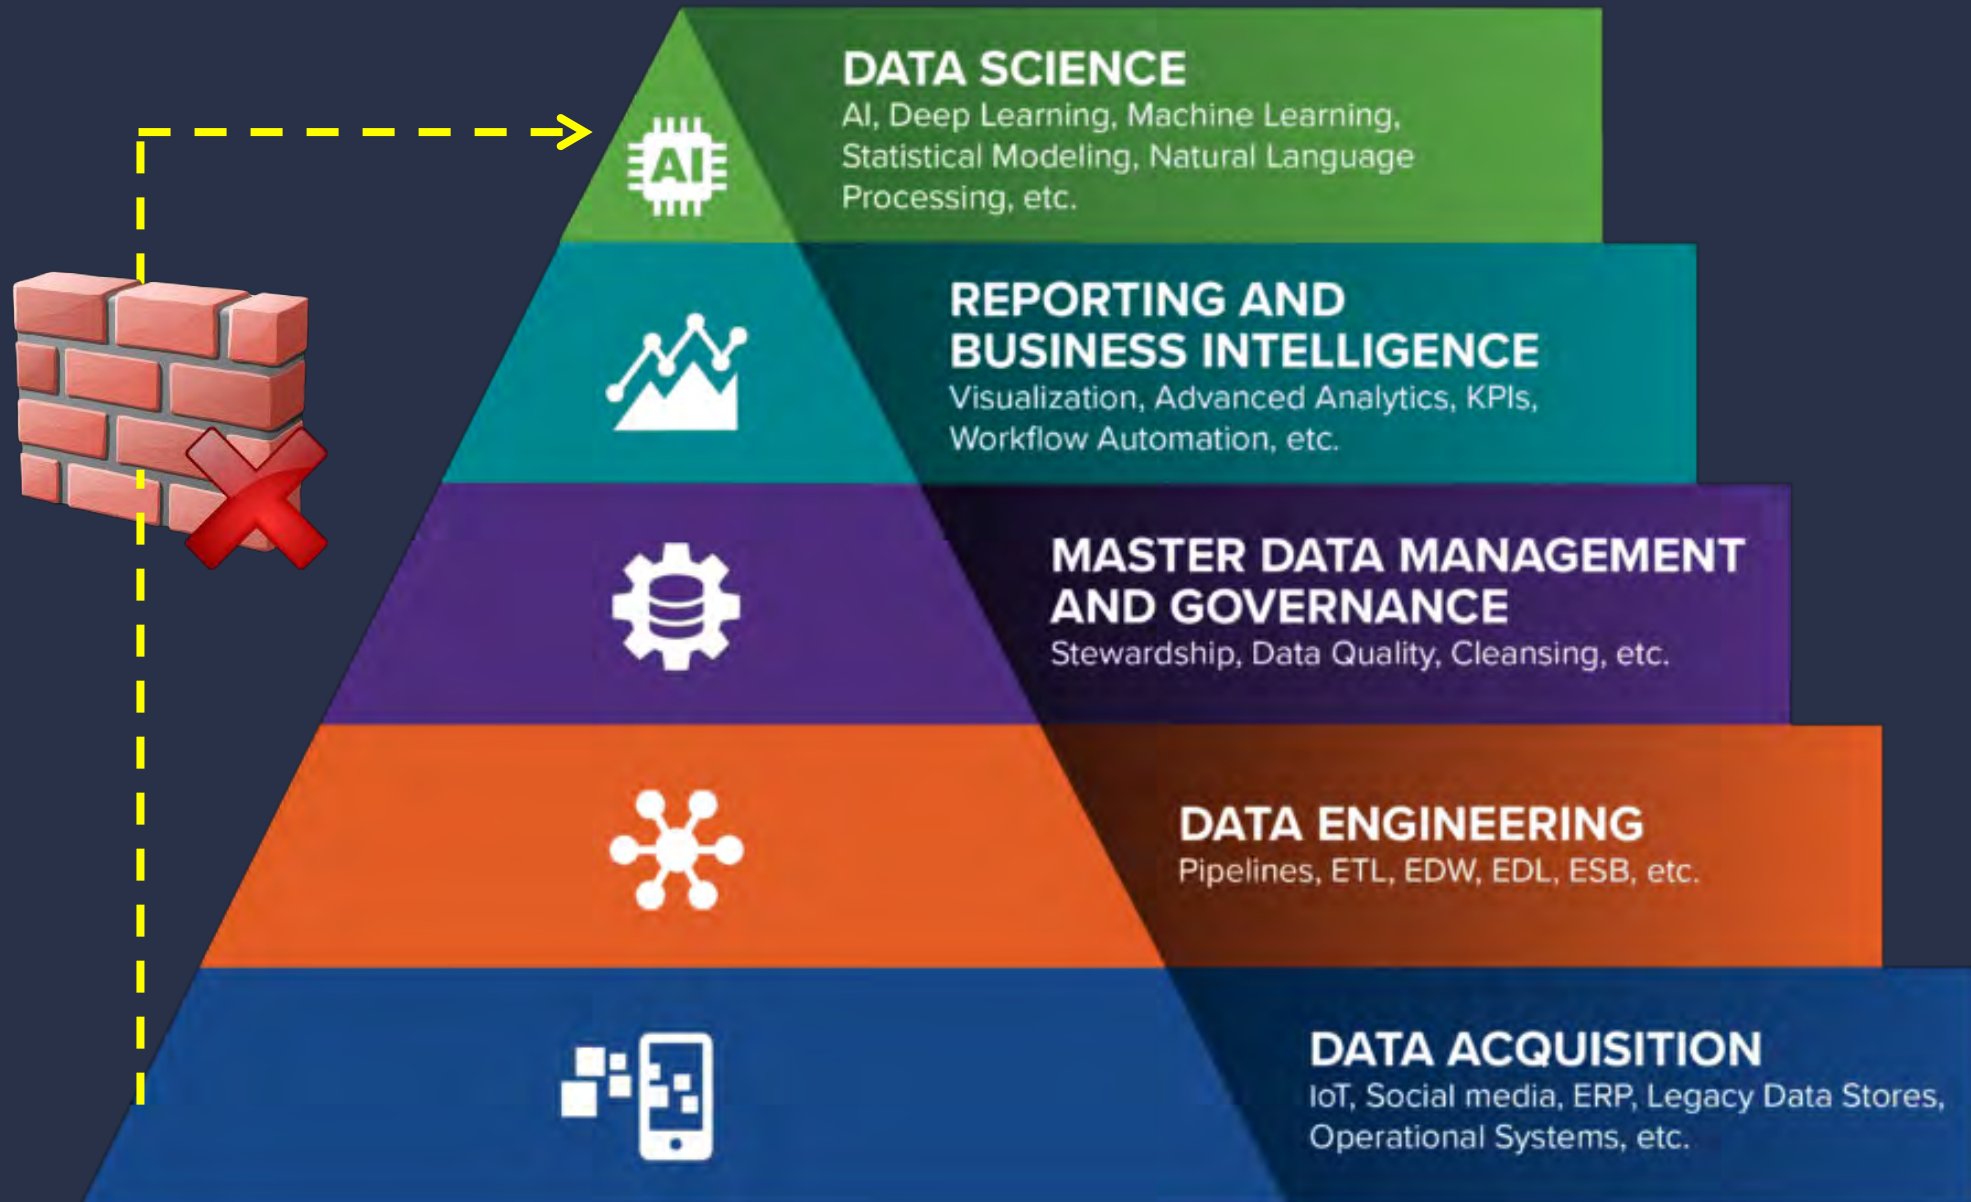 DATA SCIENCE
AI, Deep Learning, Machine Learning,
Statistical Modeling, Natural Language
Processing, etc.
AI
REPORTING AND
BUSINESS INTELLIGENCE
Visualization, Advanced Analytics, KPIs,
Workflow Automation, etc.
MASTER DATA MANAGEMENT
AND GOVERNANCE
Stewardship, Data Quality, Cleansing, etc.
DATA ENGINEERING
Pipelines, ETL, EDW, EDL, ESB, etc.
DATA ACQUISITION
IoT, Social media, ERP, Legacy Data Stores,
Operational Systems, etc.